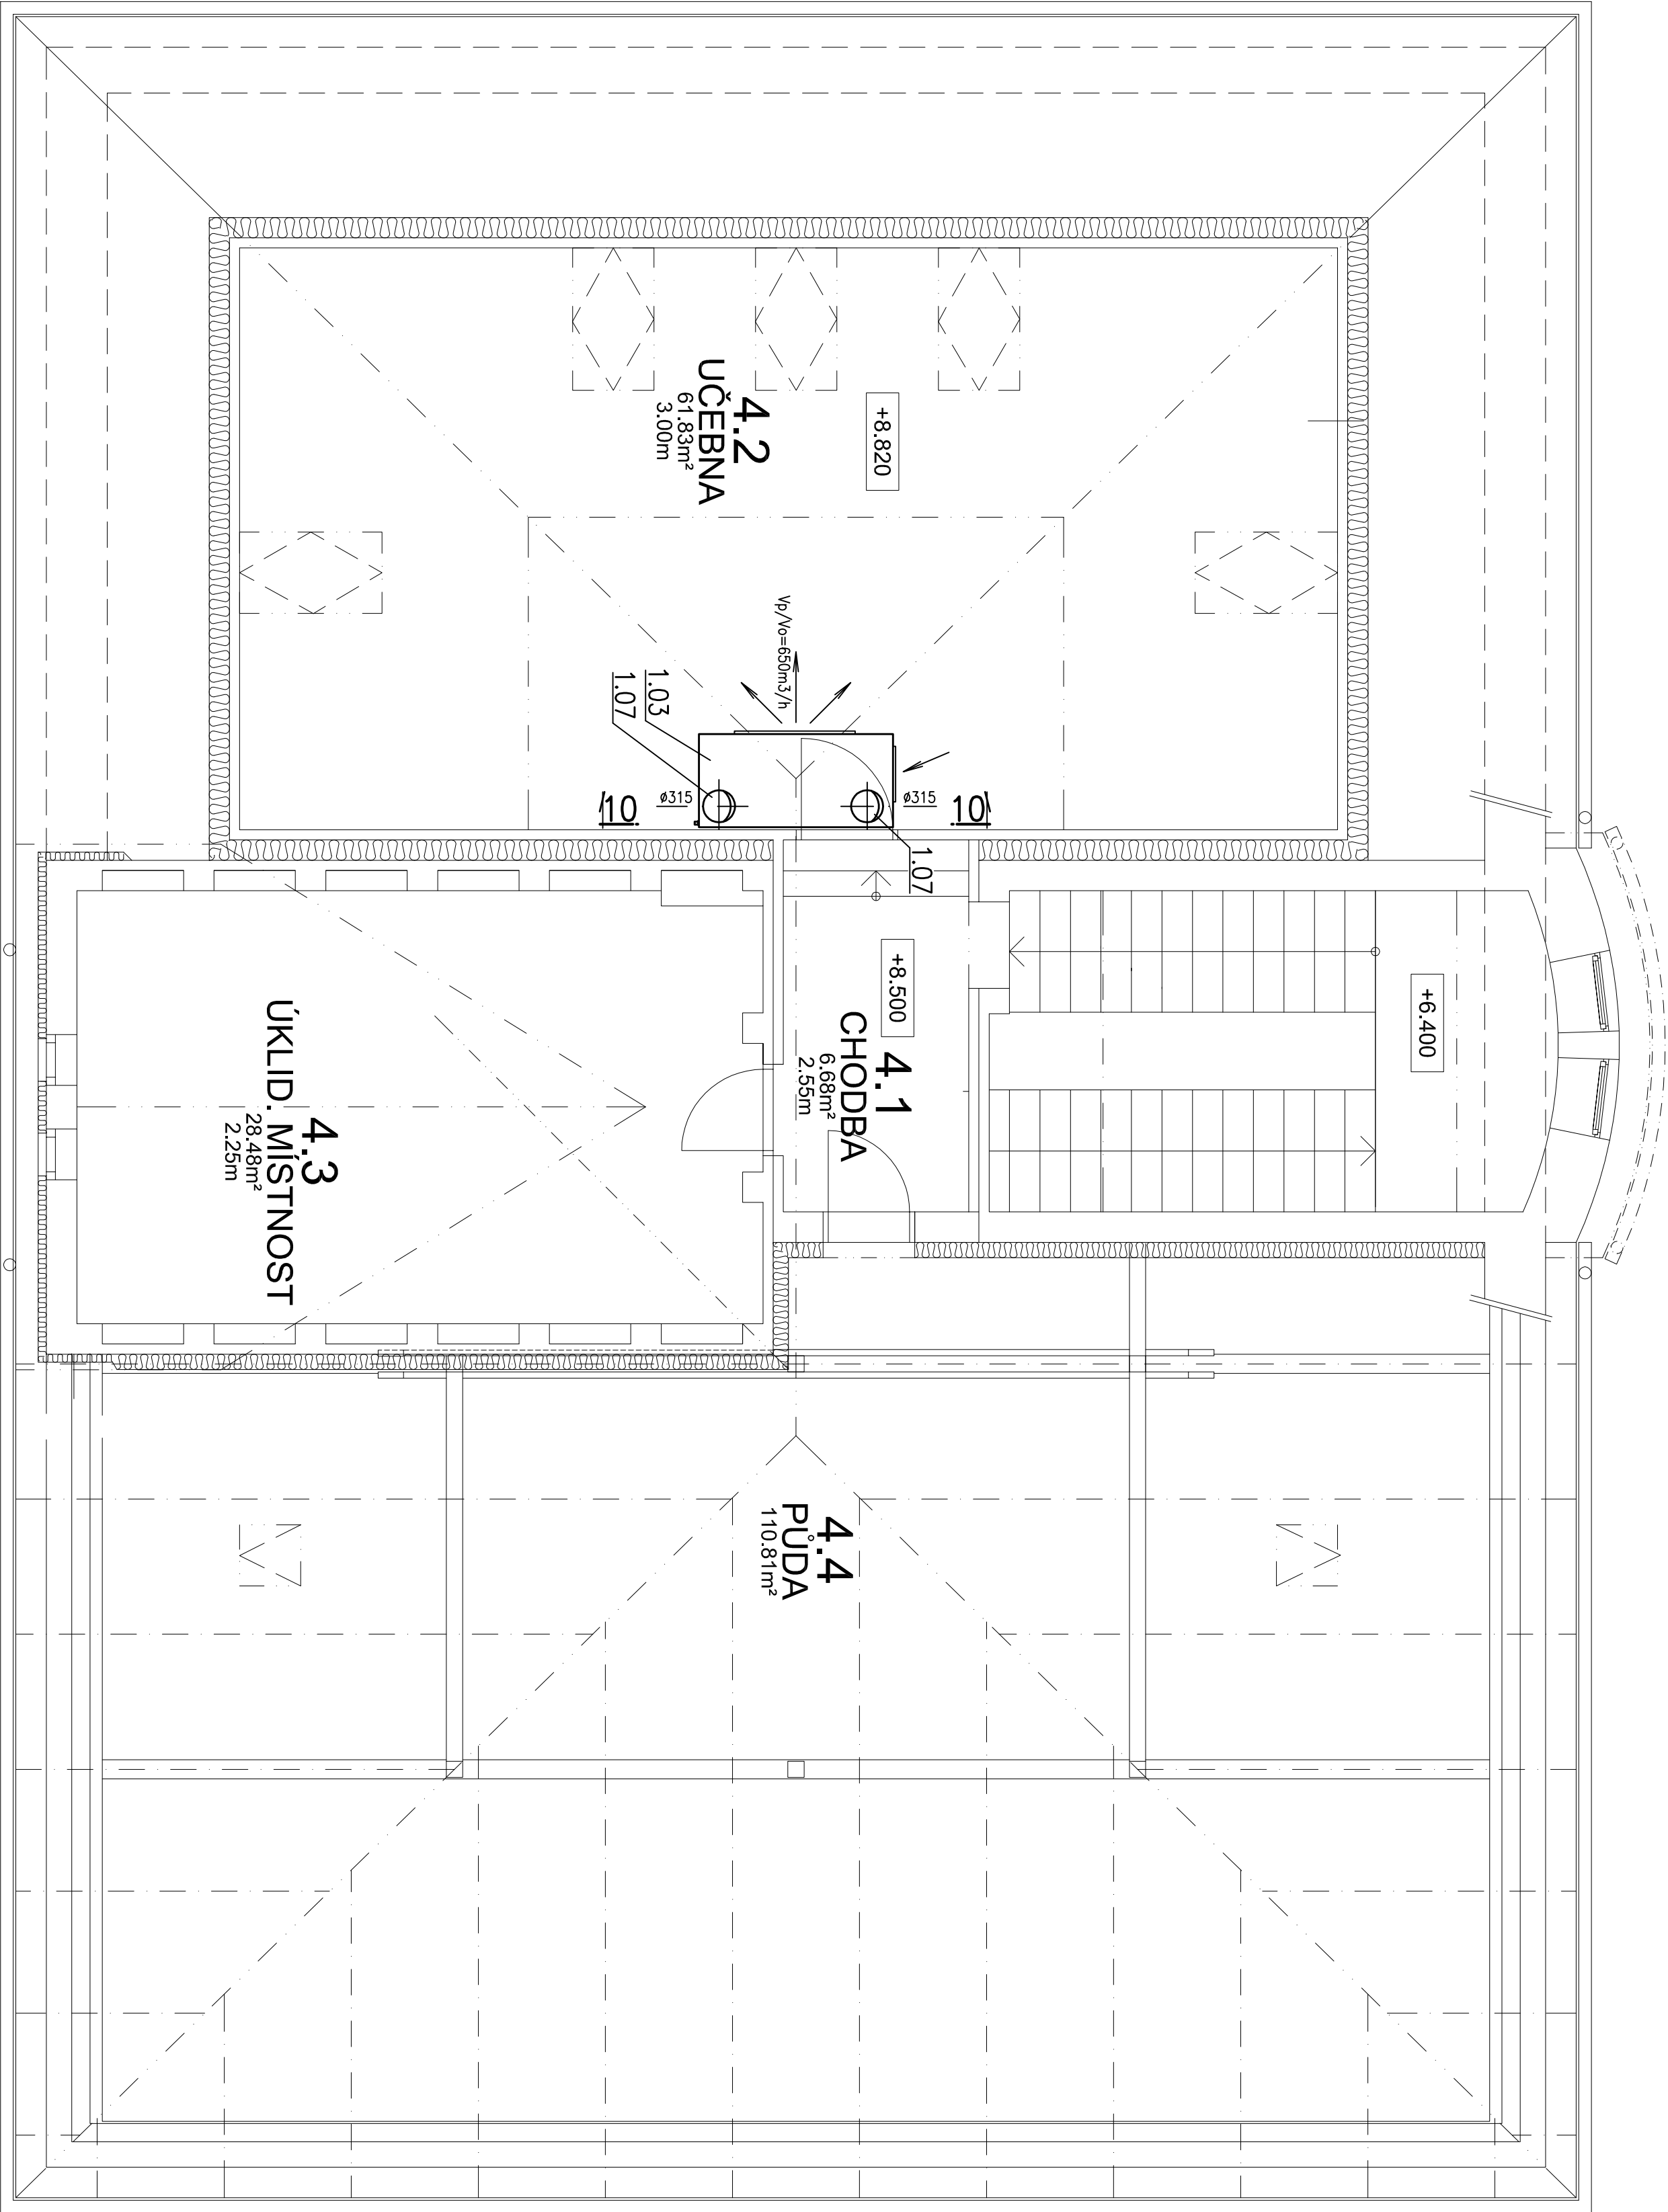 4.2
UČEBNA
61.83m²
3.00m
+8.820
Vp/Vo=650m3/h
1.03
1.07
10
ø315
ø315
10
1.07
+8.500
4.1
CHODBA
6.68m²
2.55m
+6.400
4.3
ÚKLID. MÍSTNOST
28.48m²
2.25m
4.4
PŮDA
110.81m²